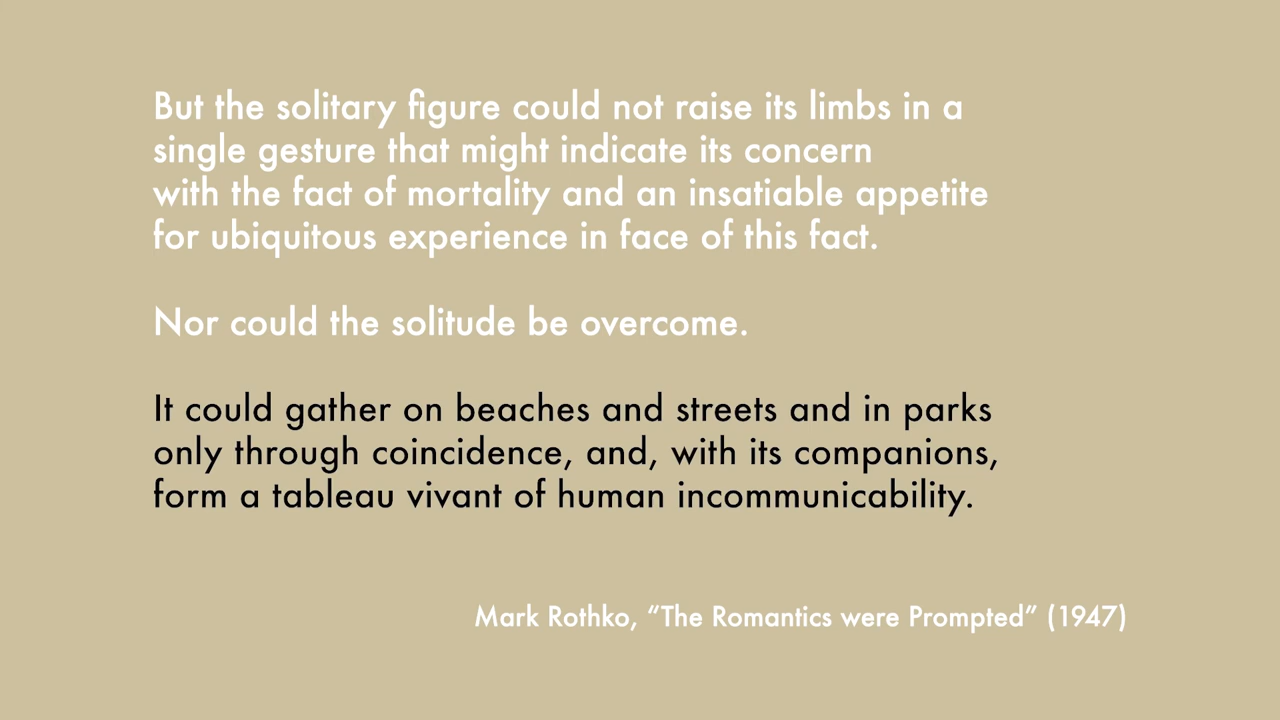 But the solitary figure could not raise its limbs in a
single gesture that might indicate its concern
with the fact of mortality and an insatiable appetite
for ubiquitous experience in face of this fact.
Nor could the solitude be overcome.
It could gather on beaches and streets and in parks
only through coincidence, and, with its companions,
form a tableau vivant of human incommunicability.
Mark Rothko, “The Romantics were Prompted” (1947)